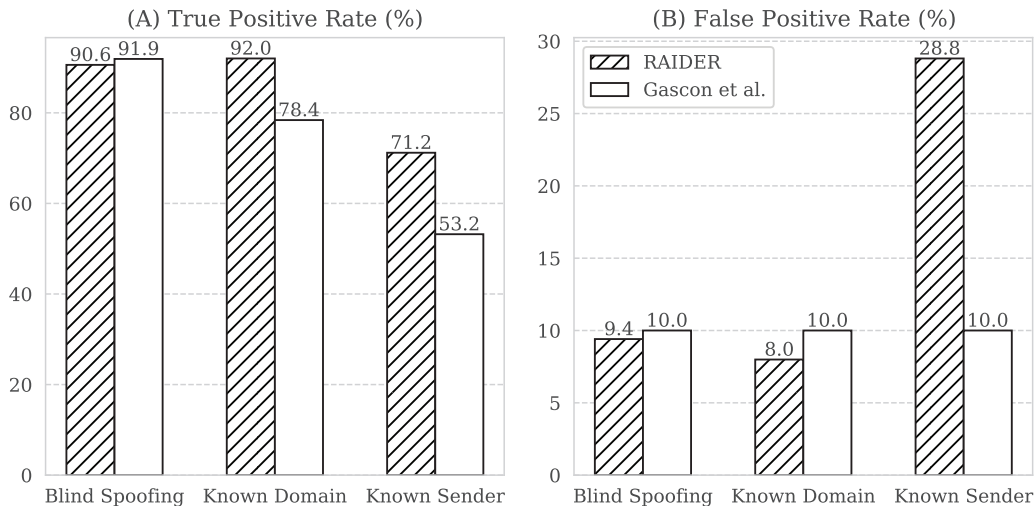 (A) True Positive Rate (%)
90.6
91.9
92.0
78.4
71.2
53.2
80
60
40
20
0
Blind Spoofing
Known Domain
Known Sender
(B) False Positive Rate (%)
RAIDER
Gascon et al.
9.4
10.0
8.0
10.0
28.8
10.0
30
25
20
15
10
5
0
Blind Spoofing
Known Domain
Known Sender